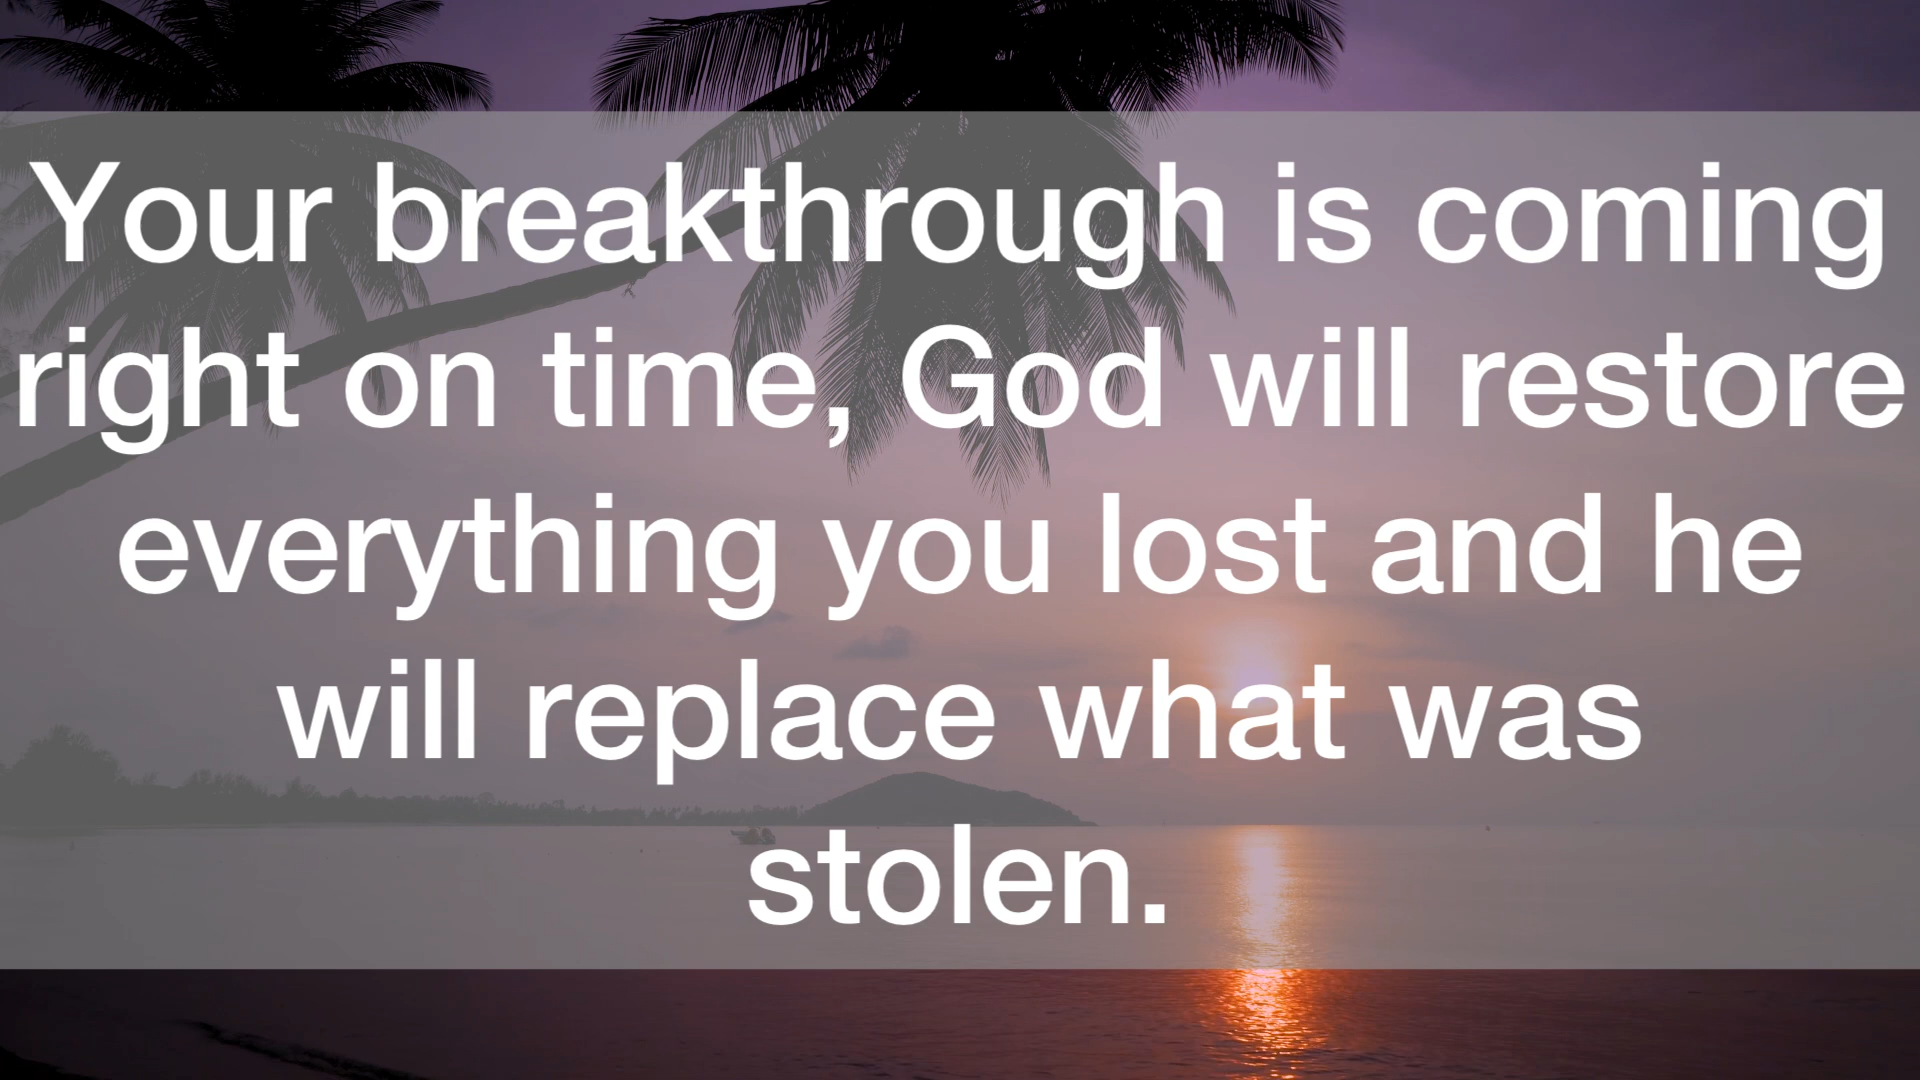 Your breakthrough is coming
right on time, God will restore
everything you lost and he
will replace what was
stolen.